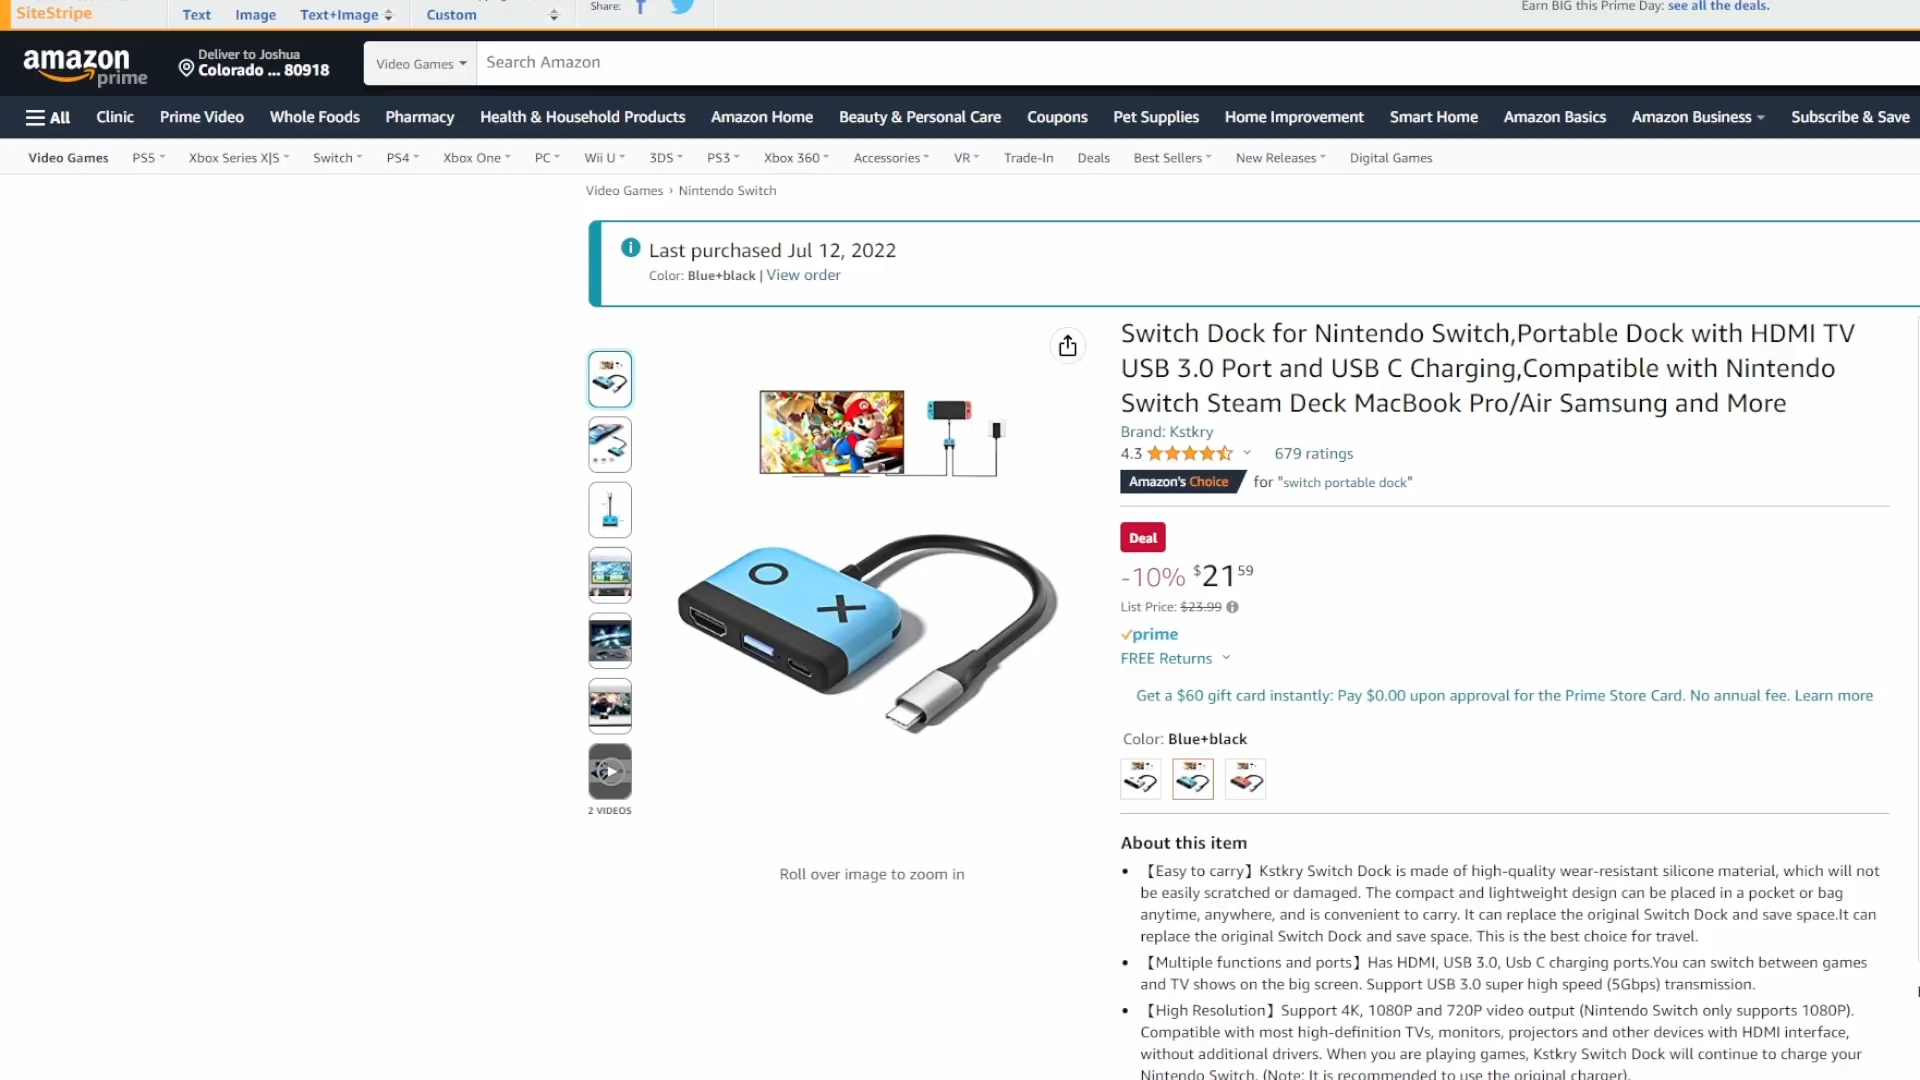 SiteStripe
Text Image Text+Image Custom
Share:
Earn BIG this Prime Day: see all the deals.
amazon prime
Deliver to Joshua
Colorado ... 80918
Video Games
Search Amazon
All Clinic Prime Video Whole Foods Pharmacy Health & Household Products Amazon Home Beauty & Personal Care Coupons Pet Supplies Home Improvement Smart Home Amazon Basics Amazon Business Subscribe & Save
Video Games PS5 Xbox Series X|S Switch PS4 Xbox One PC Wii U 3DS PS3 Xbox 360 Accessories VR Trade-In Deals Best Sellers New Releases Digital Games
Video Games › Nintendo Switch
Last purchased Jul 12, 2022
Color: Blue+black | View order
Switch Dock for Nintendo Switch,Portable Dock with HDMI TV
USB 3.0 Port and USB C Charging,Compatible with Nintendo
Switch Steam Deck MacBook Pro/Air Samsung and More
Brand: Kstkry
4.3 679 ratings
Amazon's Choice for "switch portable dock"
Deal
-10% $21 59
List Price: $23.99
prime
FREE Returns
Get a $60 gift card instantly: Pay $0.00 upon approval for the Prime Store Card. No annual fee. Learn more
Color: Blue+black
2 VIDEOS
Roll over image to zoom in
About this item
• 【Easy to carry】Kstkry Switch Dock is made of high-quality wear-resistant silicone material, which will not
be easily scratched or damaged. The compact and lightweight design can be placed in a pocket or bag
anytime, anywhere, and is convenient to carry. It can replace the original Switch Dock and save space.It can
replace the original Switch Dock and save space. This is the best choice for travel.
• 【Multiple functions and ports】Has HDMI, USB 3.0, Usb C charging ports.You can switch between games
and TV shows on the big screen. Support USB 3.0 super high speed (5Gbps) transmission.
• 【High Resolution】Support 4K, 1080P and 720P video output (Nintendo Switch only supports 1080P).
Compatible with most high-definition TVs, monitors, projectors and other devices with HDMI interface,
without additional drivers. When you are playing games, Kstkry Switch Dock will continue to charge your
Nintendo Switch. (Note: It is recommended to use the original charger).